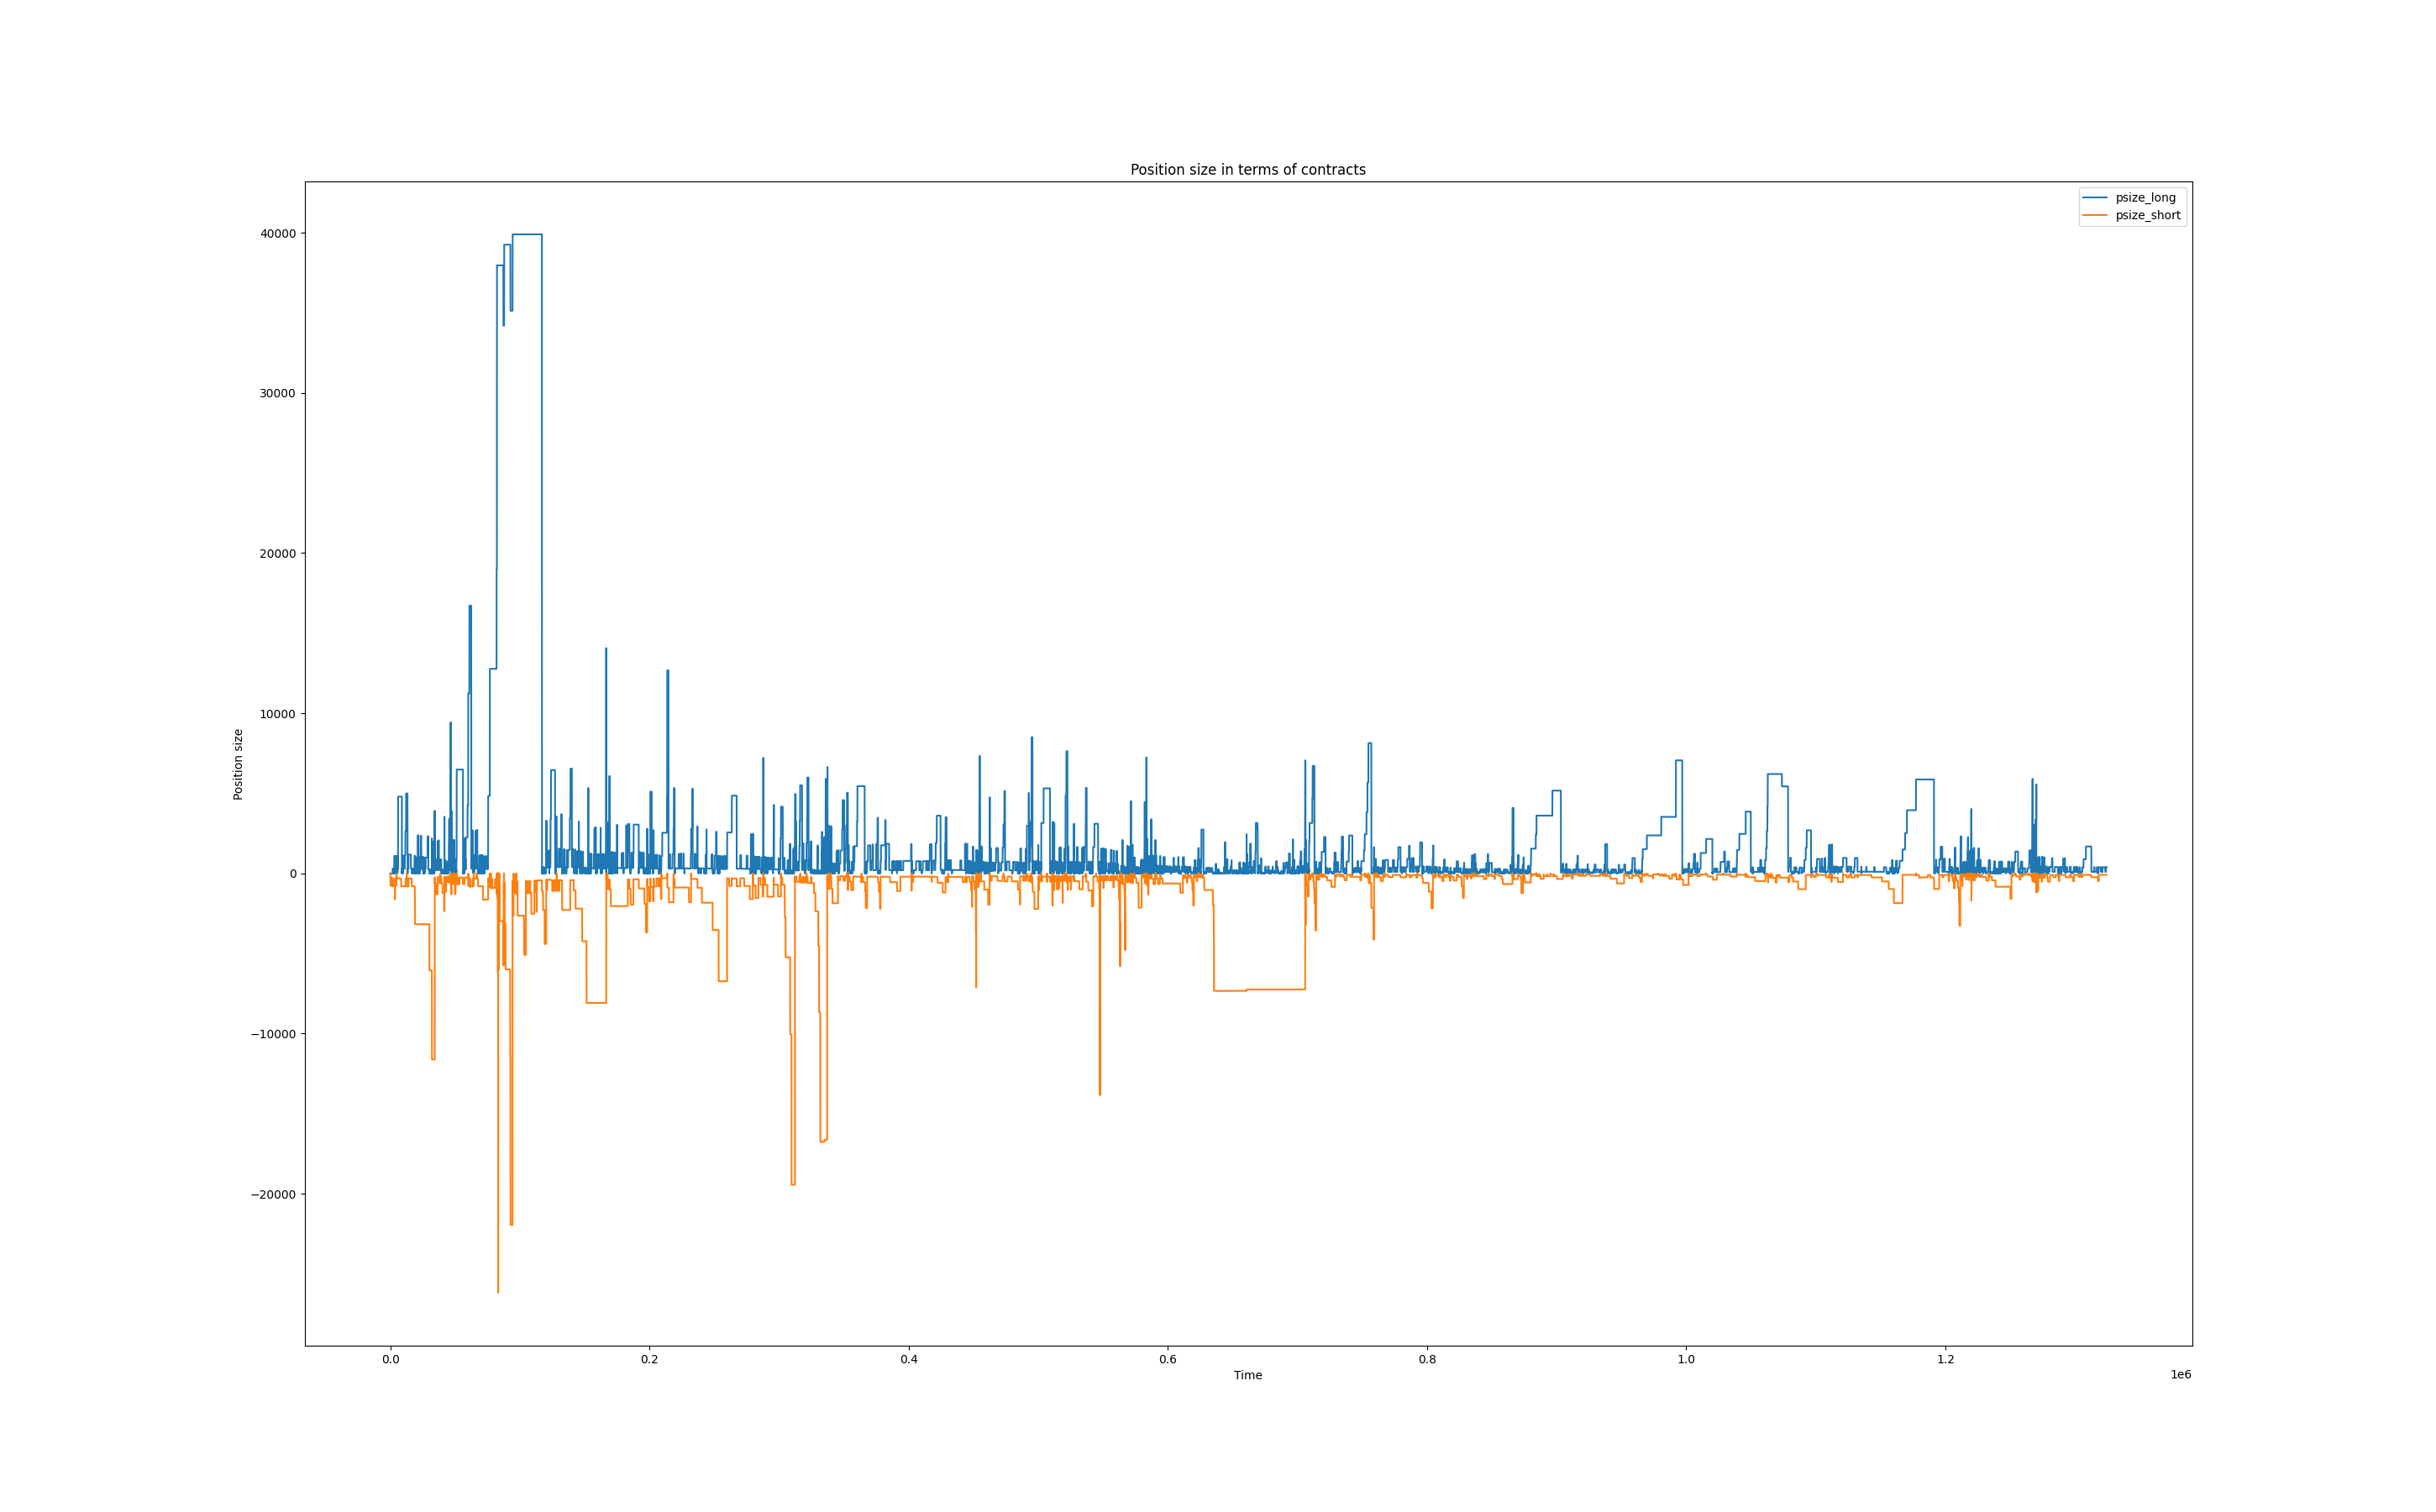 Position size in terms of contracts
psize_long
psize_short
40000
30000
20000
10000
0
−10000
−20000
Position size
0.0
0.2
0.4
0.6
0.8
1.0
1.2
1e6
Time